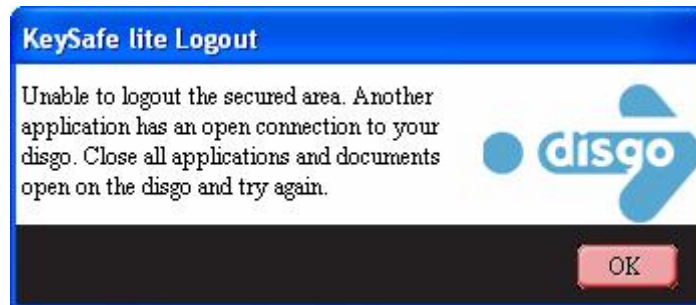 KeySafe lite Logout
Unable to logout the secured area. Another
application has an open connection to your
disgo. Close all applications and documents
open on the disgo and try again.
disgo
OK